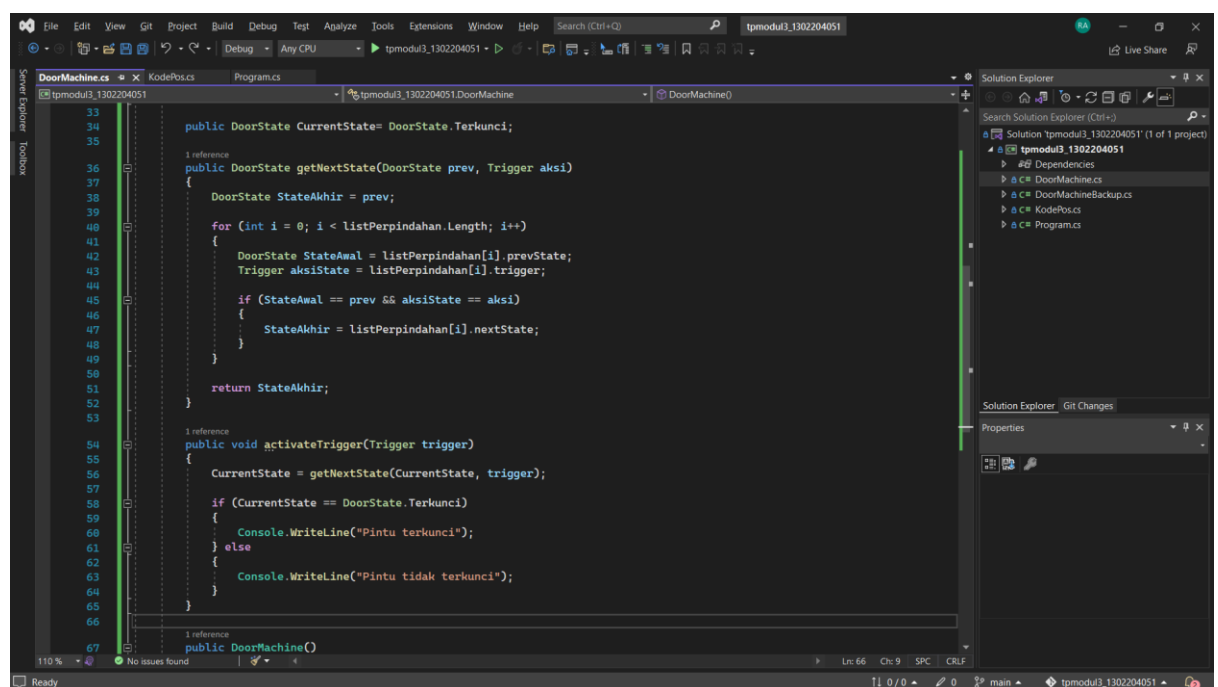 File Edit View Git Project Build Debug Test Analyze Tools Extensions Window Help Search (Ctrl+Q) tpmodul3_1302204051 RA
Debug Any CPU tpmodul3_1302204051 Live Share
Server Explorer
Toolbox
DoorMachine.cs KodePos.cs Program.cs
tpmodul3_1302204051 tpmodul3_1302204051.DoorMachine DoorMachine()
33
34 public DoorState CurrentState= DoorState.Terkunci;
35
1 reference
36 public DoorState getNextState(DoorState prev, Trigger aksi)
37 {
38 DoorState StateAkhir = prev;
39
40 for (int i = 0; i < listPerpindahan.Length; i++)
41 {
42 DoorState StateAwal = listPerpindahan[i].prevState;
43 Trigger aksiState = listPerpindahan[i].trigger;
44
45 if (StateAwal == prev && aksiState == aksi)
46 {
47 StateAkhir = listPerpindahan[i].nextState;
48 }
49 }
50
51 return StateAkhir;
52 }
53
1 reference
54 public void activateTrigger(Trigger trigger)
55 {
56 CurrentState = getNextState(CurrentState, trigger);
57
58 if (CurrentState == DoorState.Terkunci)
59 {
60 Console.WriteLine("Pintu terkunci");
61 } else
62 {
63 Console.WriteLine("Pintu tidak terkunci");
64 }
65 }
66
1 reference
67 public DoorMachine()
110 % No issues found Ln: 66 Ch: 9 SPC CRLF
Solution Explorer
Search Solution Explorer (Ctrl+;)
Solution 'tpmodul3_1302204051' (1 of 1 project)
tpmodul3_1302204051
Dependencies
C# DoorMachine.cs
C# DoorMachineBackup.cs
C# KodePos.cs
C# Program.cs
Solution Explorer Git Changes
Properties
Ready 0 / 0 0 main tpmodul3_1302204051